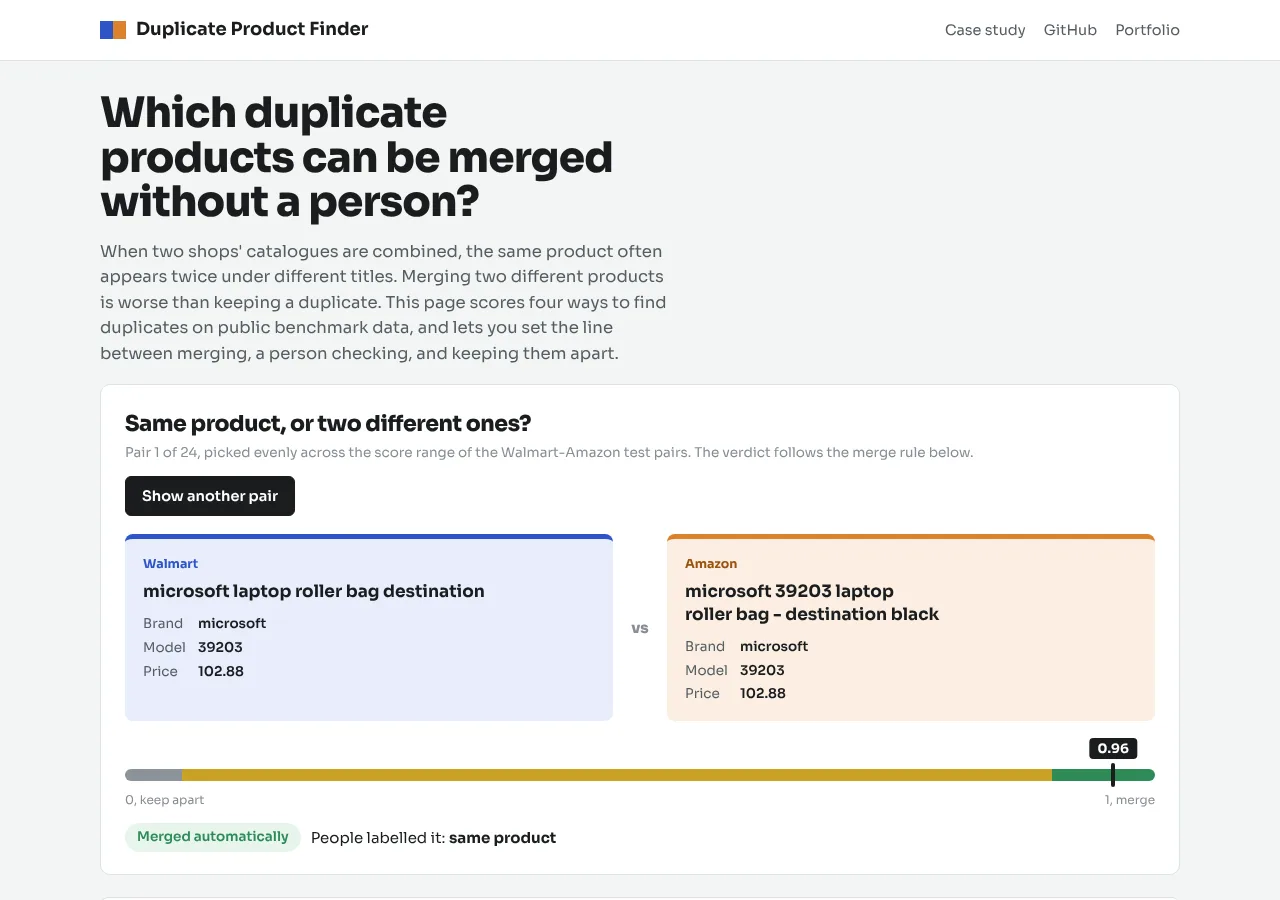 Duplicate Product Finder
Case study GitHub Portfolio
Which duplicate
products can be merged
without a person?
When two shops' catalogues are combined, the same product often
appears twice under different titles. Merging two different products
is worse than keeping a duplicate. This page scores four ways to find
duplicates on public benchmark data, and lets you set the line
between merging, a person checking, and keeping them apart.
Same product, or two different ones?
Pair 1 of 24, picked evenly across the score range of the Walmart-Amazon test pairs. The verdict follows the merge rule below.
Show another pair
Walmart
microsoft laptop roller bag destination
Brand microsoft
Model 39203
Price 102.88
vs
Amazon
microsoft 39203 laptop
roller bag - destination black
Brand microsoft
Model 39203
Price 102.88
0.96
0, keep apart
1, merge
Merged automatically
People labelled it: same product